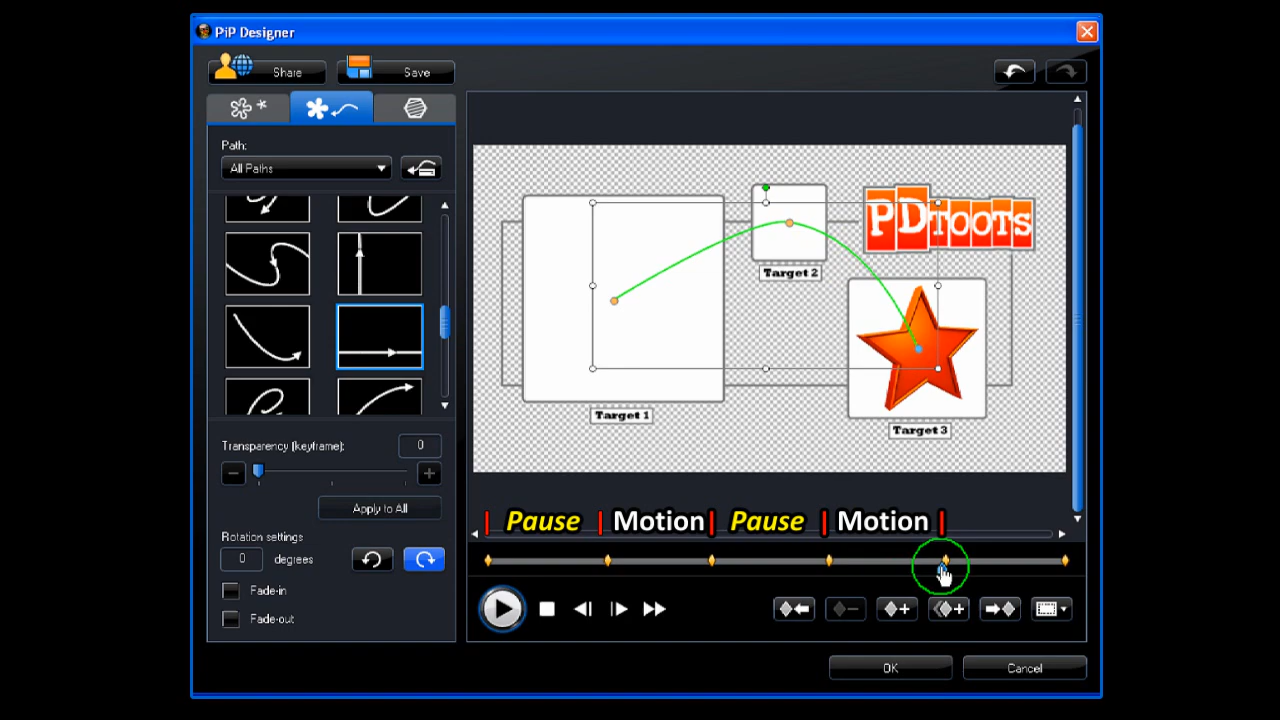 PiP Designer
Share
Save
Path:
All Paths
PDtoots
Target 2
Target 1
Target 3
Transparency (keyframe):
0
Apply to All
Rotation settings
0 degrees
Fade-in
Fade-out
| Pause | Motion | Pause | Motion |
OK
Cancel